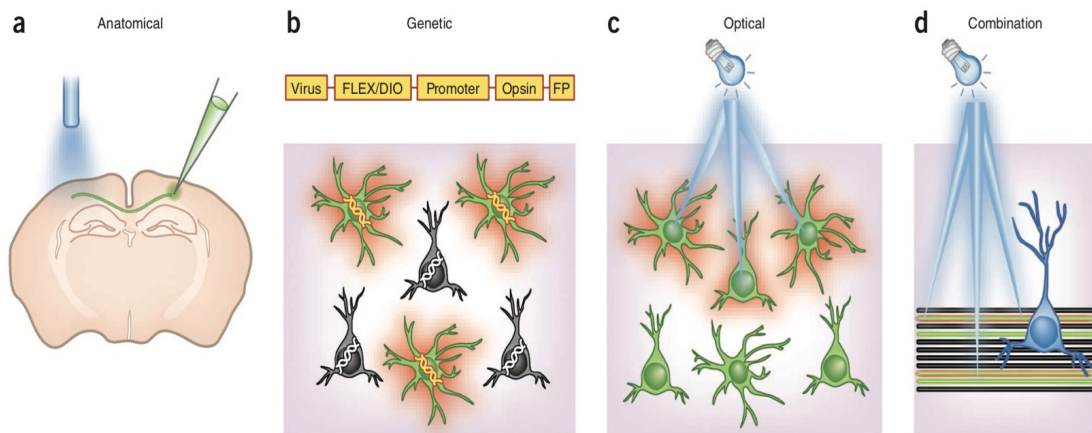 a Anatomical
b Genetic
c Optical
d Combination
Virus FLEX/DIO Promoter Opsin FP